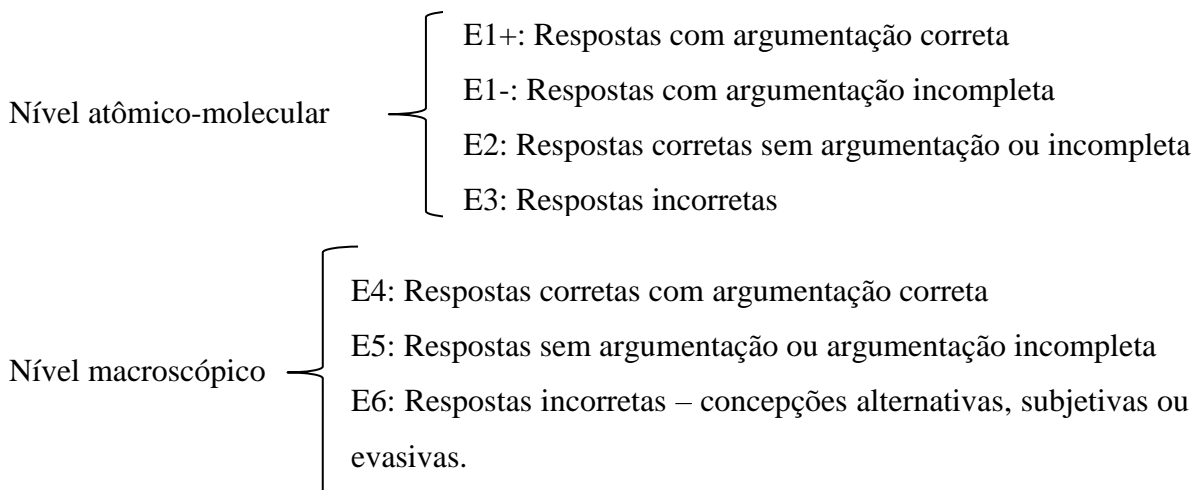 E1+: Respostas com argumentação correta
E1-: Respostas com argumentação incompleta
Nível atômico-molecular
E2: Respostas corretas sem argumentação ou incompleta
E3: Respostas incorretas
E4: Respostas corretas com argumentação correta
E5: Respostas sem argumentação ou argumentação incompleta
Nível macroscópico
E6: Respostas incorretas – concepções alternativas, subjetivas ou
evasivas.